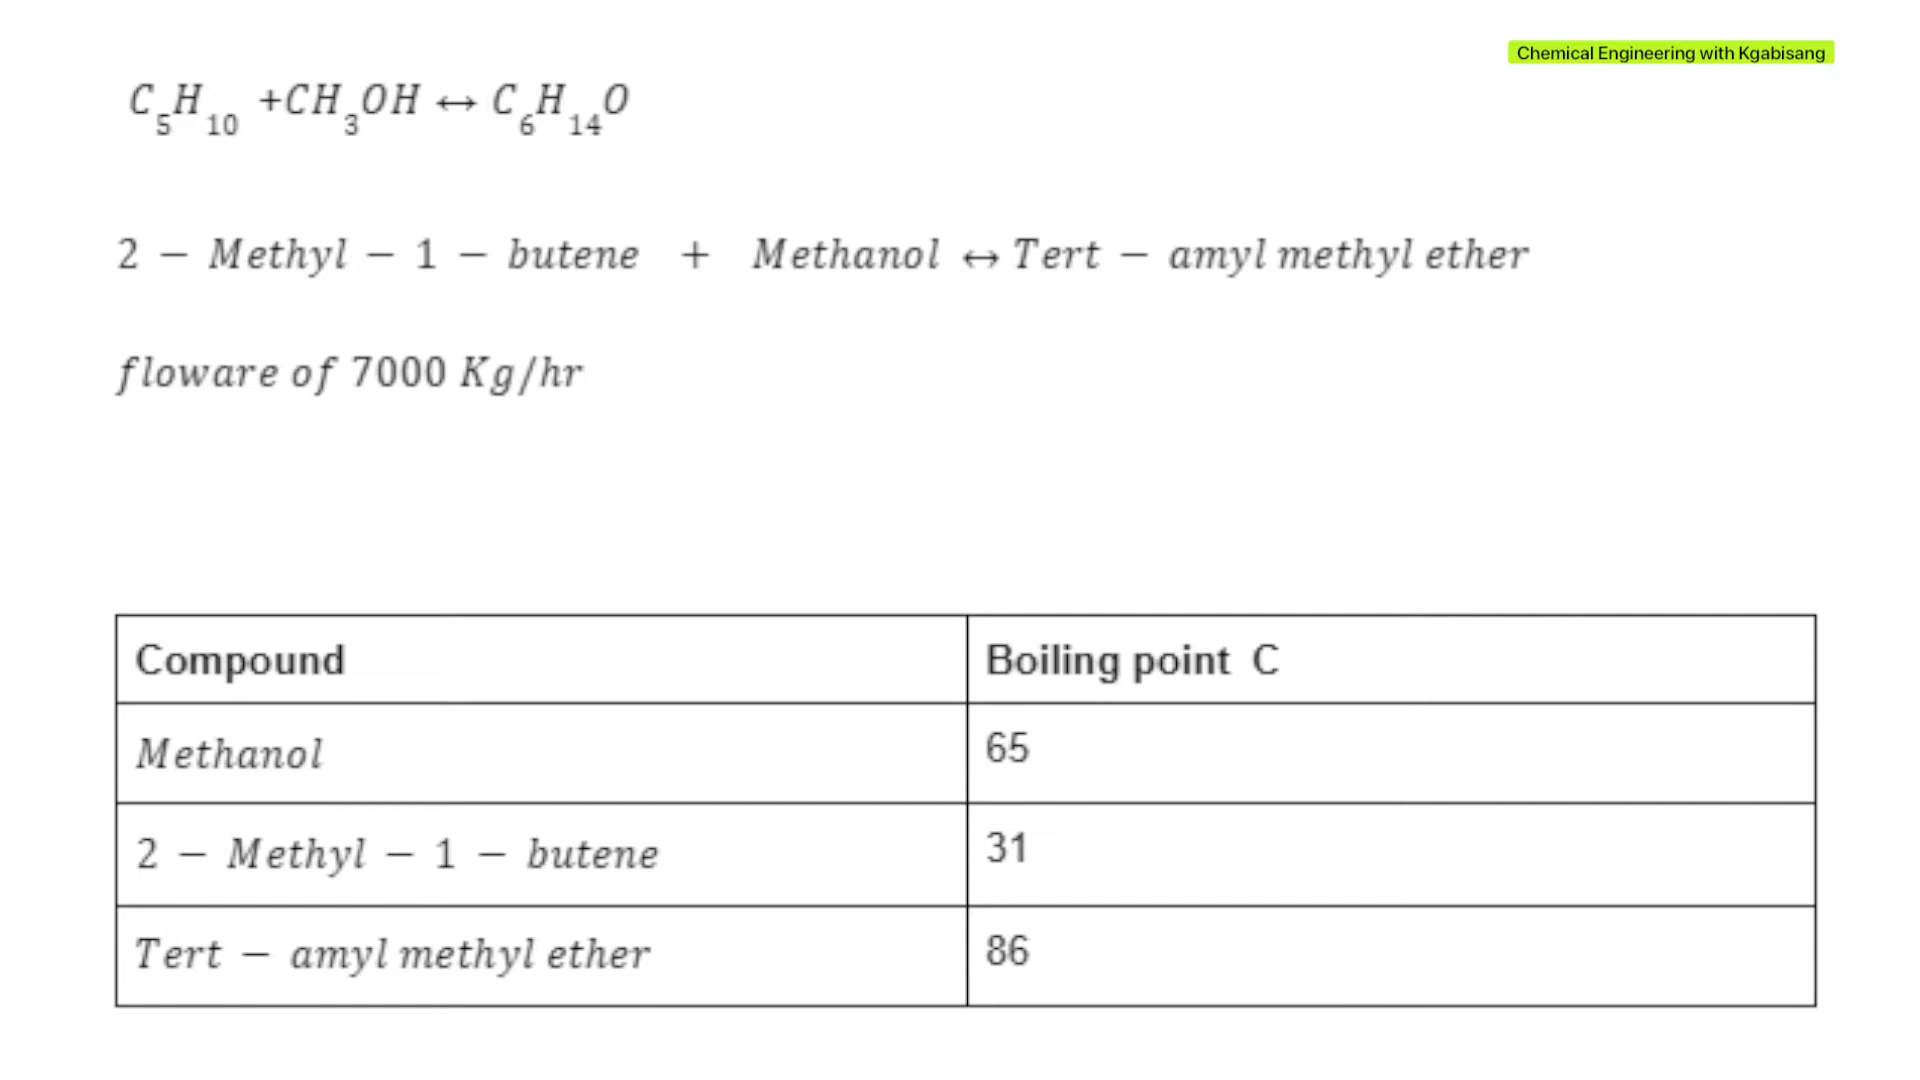 Chemical Engineering with Kgabisang
C₅H₁₀ +CH₃OH ↔ C₆H₁₄O
2 − Methyl − 1 − butene + Methanol ↔ Tert − amyl methyl ether
floware of 7000 Kg/hr
Compound Boiling point C
Methanol 65
2 − Methyl − 1 − butene 31
Tert − amyl methyl ether 86